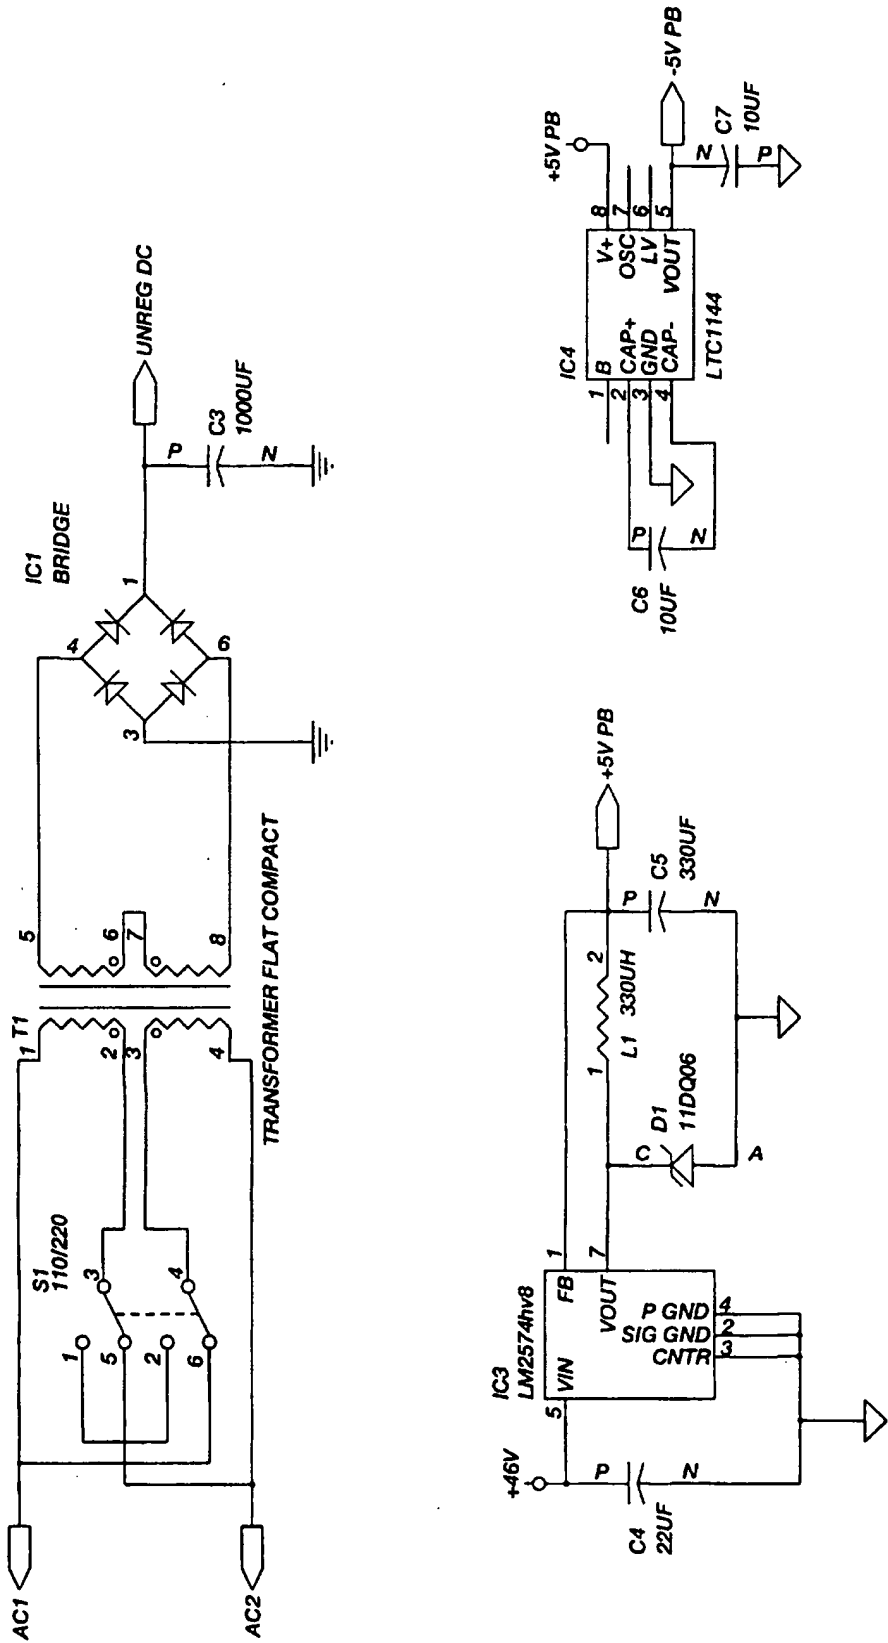 AC1
AC2
S1
110/220
1
5
2
6
3
4
T1
1
2
3
4
5
6
7
8
TRANSFORMER FLAT COMPACT
IC1
BRIDGE
4
3
1
6
P
N
C3
1000UF
UNREG DC
+46V
P
N
C4
22UF
IC3
LM2574hv8
5
VIN
FB
VOUT
P GND
SIG GND
CNTR
1
7
4
2
3
C
A
D1
11DQ06
1
2
L1
330UH
P
N
C5
330UF
+5V PB
C6
10UF
P
N
IC4
1
2
3
4
B
CAP+
GND
CAP-
V+
OSC
LV
VOUT
8
7
6
5
LTC1144
+5V PB
-5V PB
N
P
C7
10UF